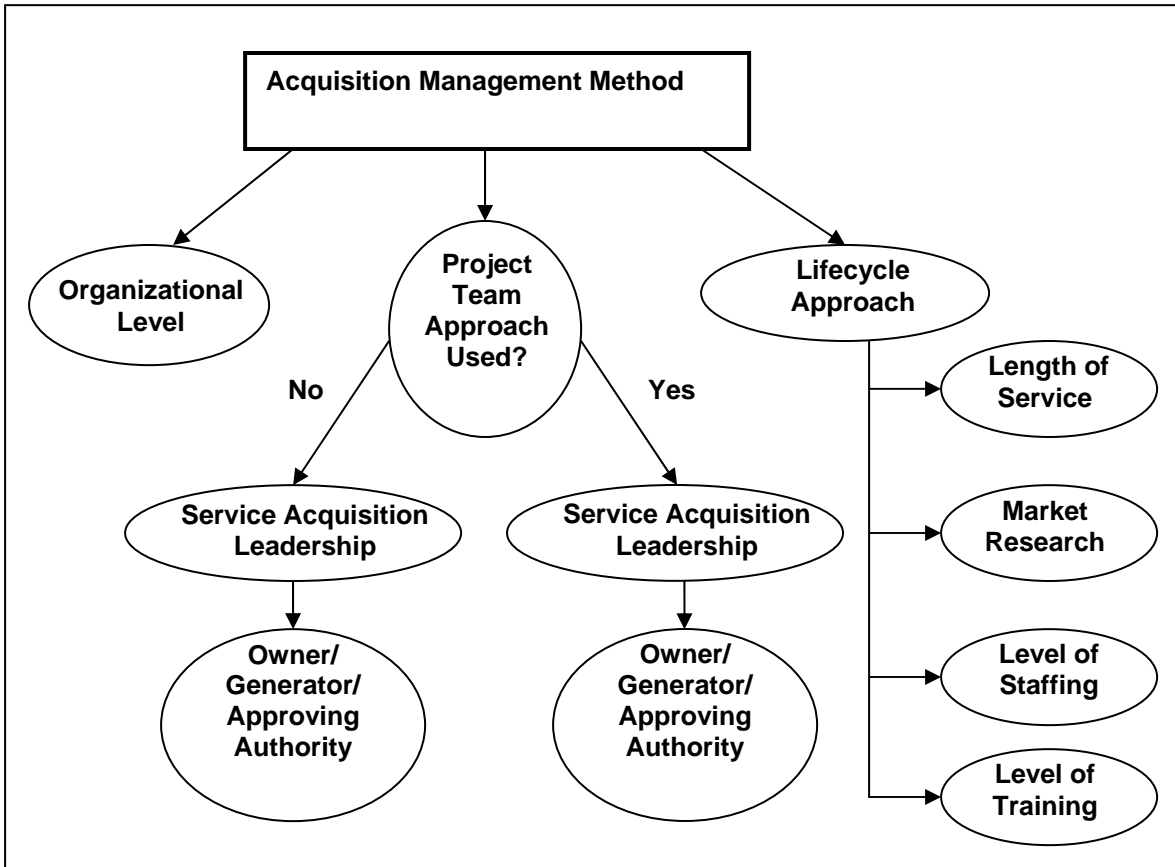 Acquisition Management Method
Organizational
Level
Project
Team
Approach
Used?
Lifecycle
Approach
No
Yes
Length of
Service
Service Acquisition
Leadership
Service Acquisition
Leadership
Market
Research
Owner/
Generator/
Approving
Authority
Owner/
Generator/
Approving
Authority
Level of
Staffing
Level of
Training